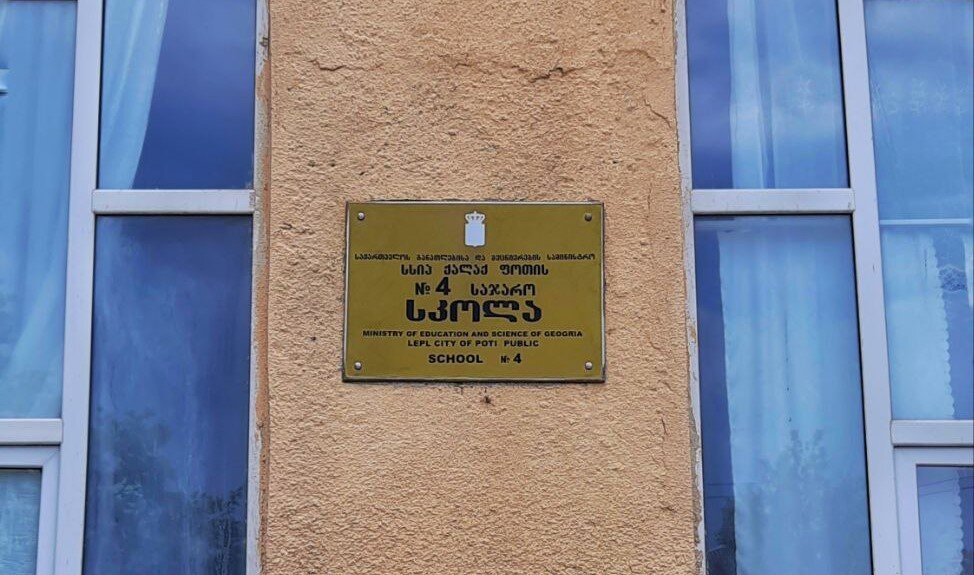 საქართველოს განათლებისა და მეცნიერების სამინისტრო
სსიპ ქალაქ ფოთის
№ 4 საჯარო
სკოლა
MINISTRY OF EDUCATION AND SCIENCE OF GEOGRIA
LEPL CITY OF POTI PUBLIC
SCHOOL № 4